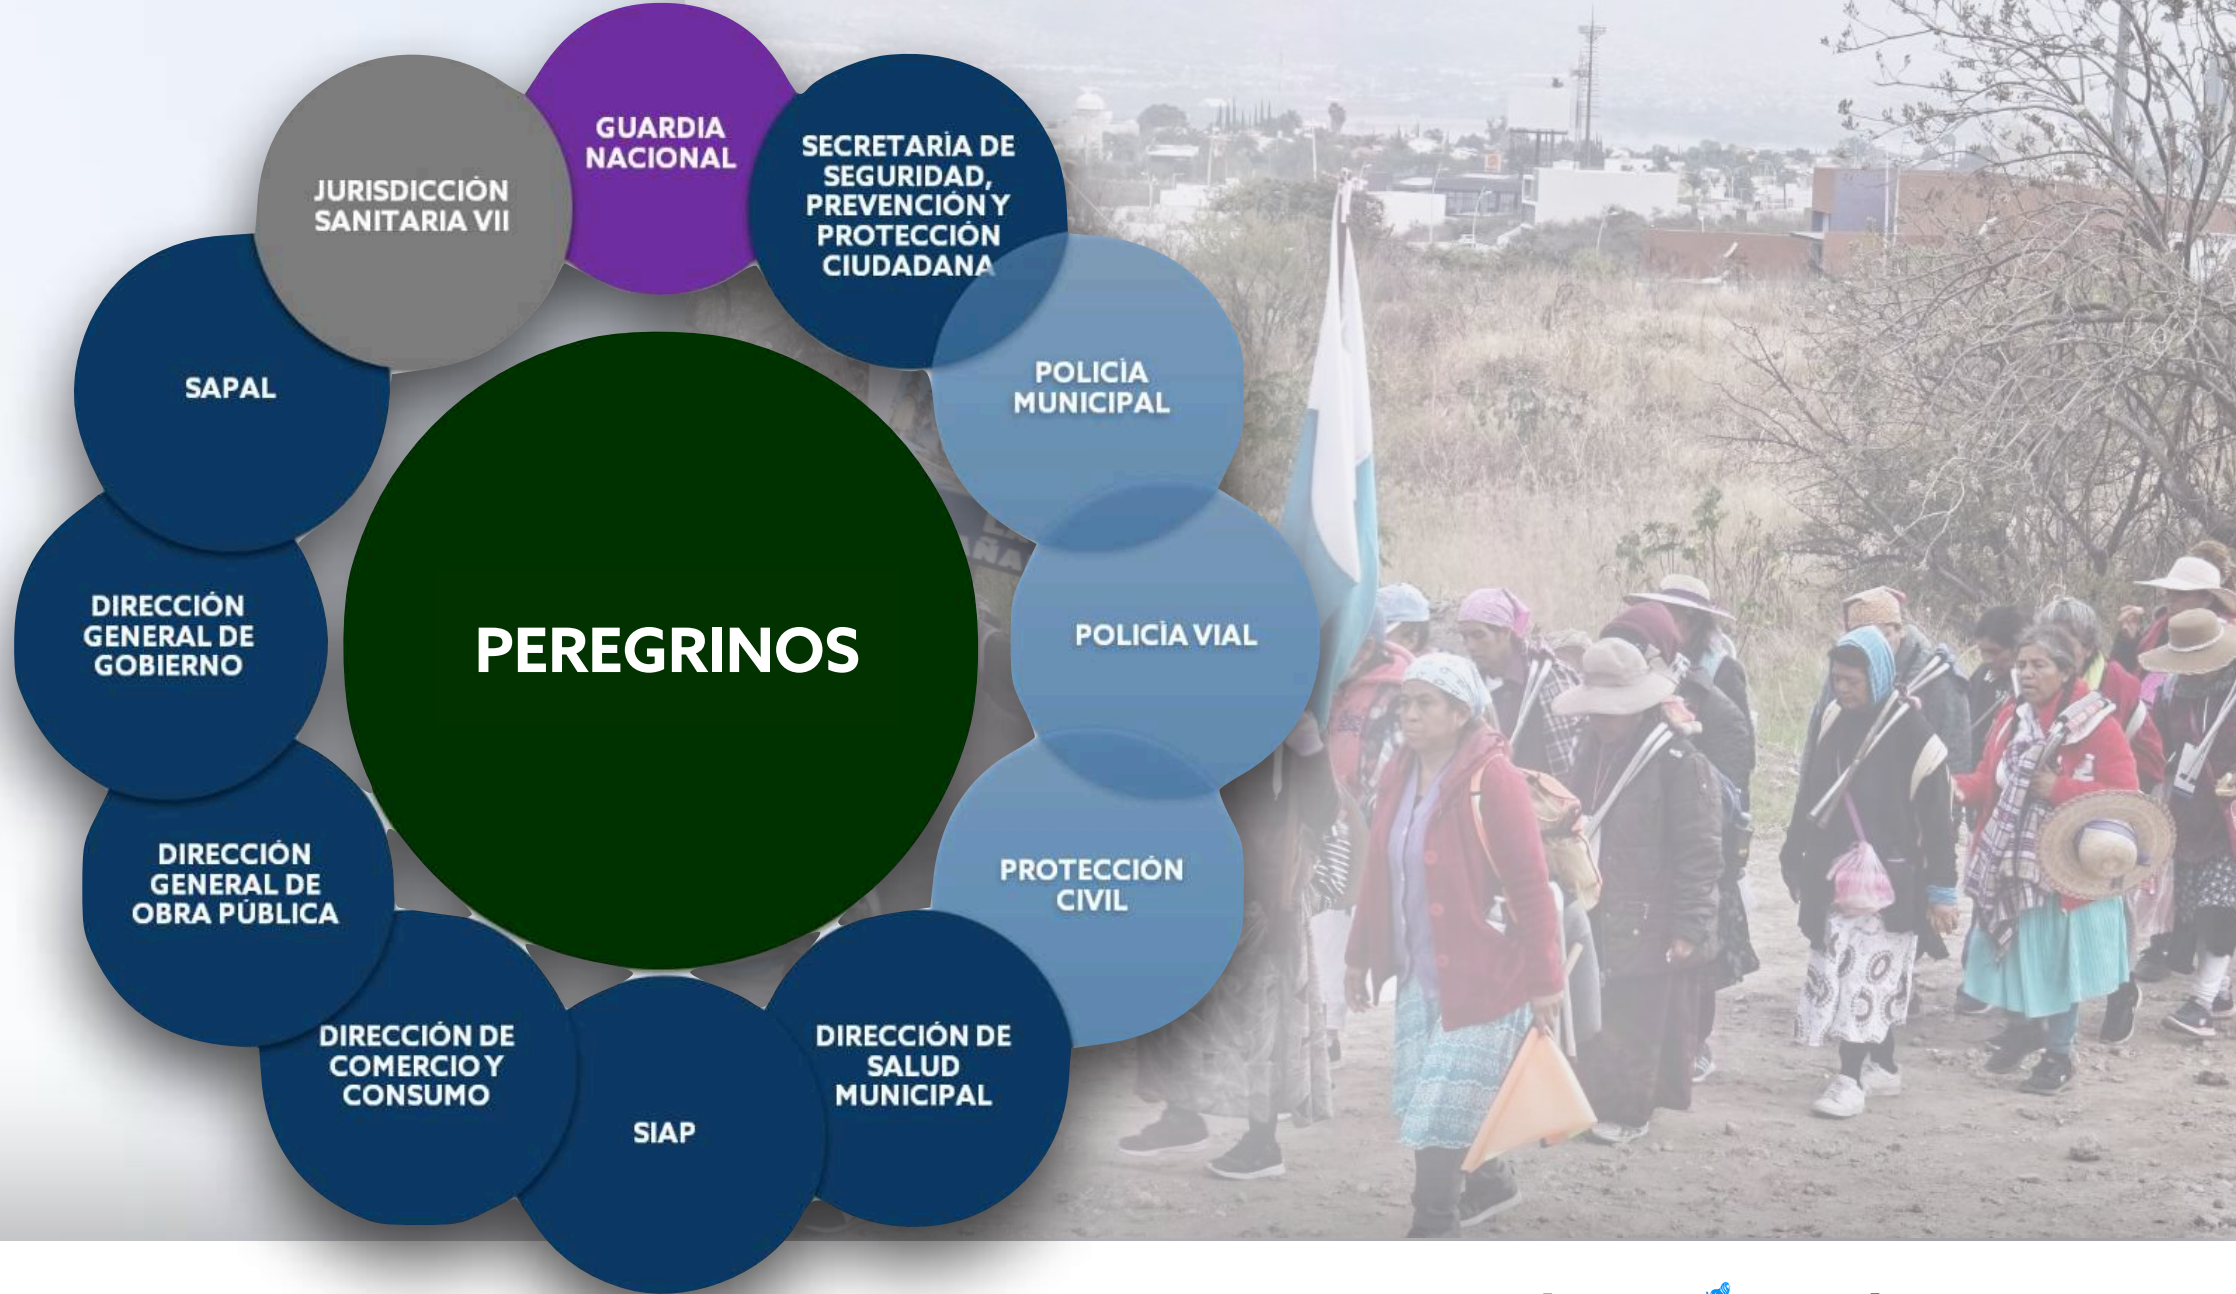 GUARDIA
NACIONAL
SECRETARÍA DE
SEGURIDAD,
PREVENCIÓN Y
PROTECCIÓN
CIUDADANA
POLICÍA
MUNICIPAL
POLICÍA VIAL
PROTECCIÓN
CIVIL
DIRECCIÓN DE
SALUD
MUNICIPAL
SIAP
DIRECCIÓN DE
COMERCIO Y
CONSUMO
DIRECCIÓN
GENERAL DE
OBRA PÚBLICA
DIRECCIÓN
GENERAL DE
GOBIERNO
SAPAL
JURISDICCIÓN
SANITARIA VII
PEREGRINOS